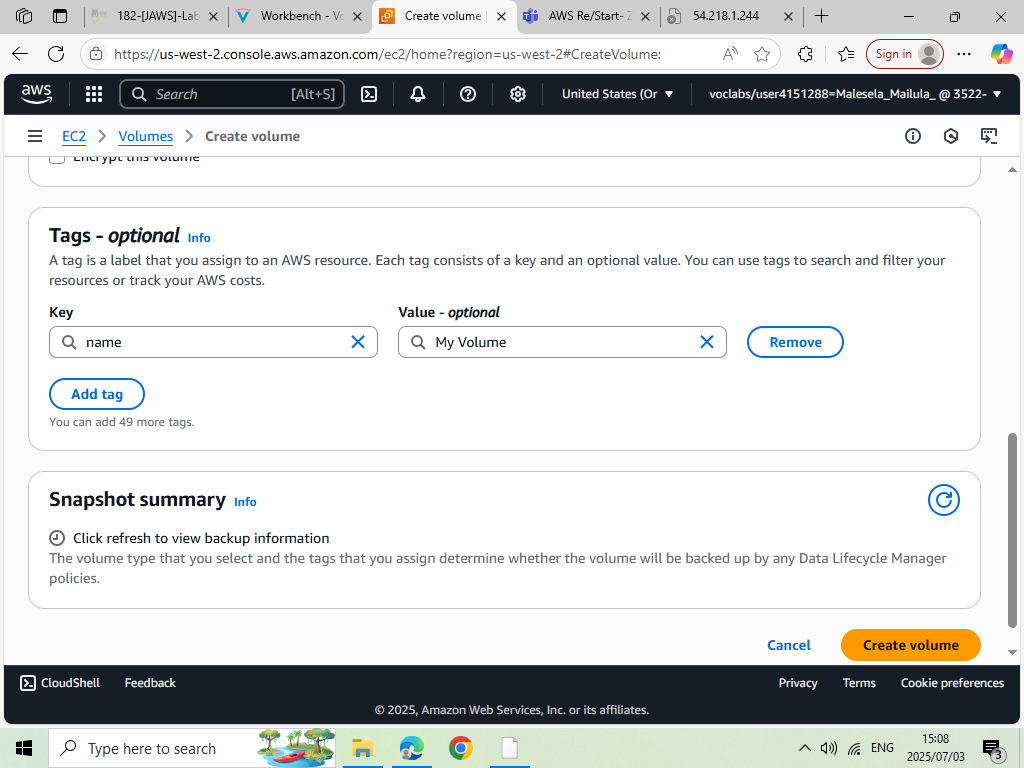 182-[JAWS]-Lab
Workbench - Vo
Create volume |
AWS Re/Start- 2
54.218.1.244
https://us-west-2.console.aws.amazon.com/ec2/home?region=us-west-2#CreateVolume:
Sign in
aws
Search
[Alt+S]
United States (Or
voclabs/user4151288=Malesela_Mailula_ @ 3522-
EC2
Volumes
Create volume
Encrypt this volume
Tags - optional Info
A tag is a label that you assign to an AWS resource. Each tag consists of a key and an optional value. You can use tags to search and filter your
resources or track your AWS costs.
Key
Value - optional
name
My Volume
Remove
Add tag
You can add 49 more tags.
Snapshot summary Info
Click refresh to view backup information
The volume type that you select and the tags that you assign determine whether the volume will be backed up by any Data Lifecycle Manager
policies.
Cancel
Create volume
CloudShell
Feedback
Privacy
Terms
Cookie preferences
© 2025, Amazon Web Services, Inc. or its affiliates.
Type here to search
ENG
15:08
2025/07/03
3